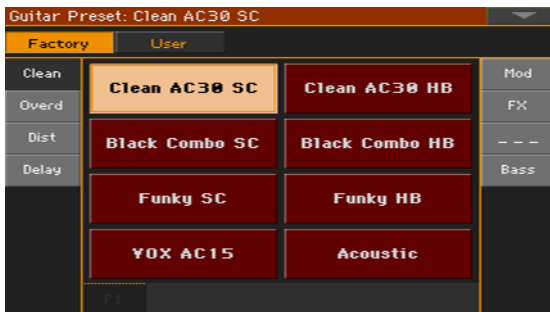 Guitar Preset: Clean AC30 SC
Factory User
Clean
Overd
Dist
Delay
Clean AC30 SC
Clean AC30 HB
Black Combo SC
Black Combo HB
Funky SC
Funky HB
VOX AC15
Acoustic
P1
Mod
FX
---
Bass